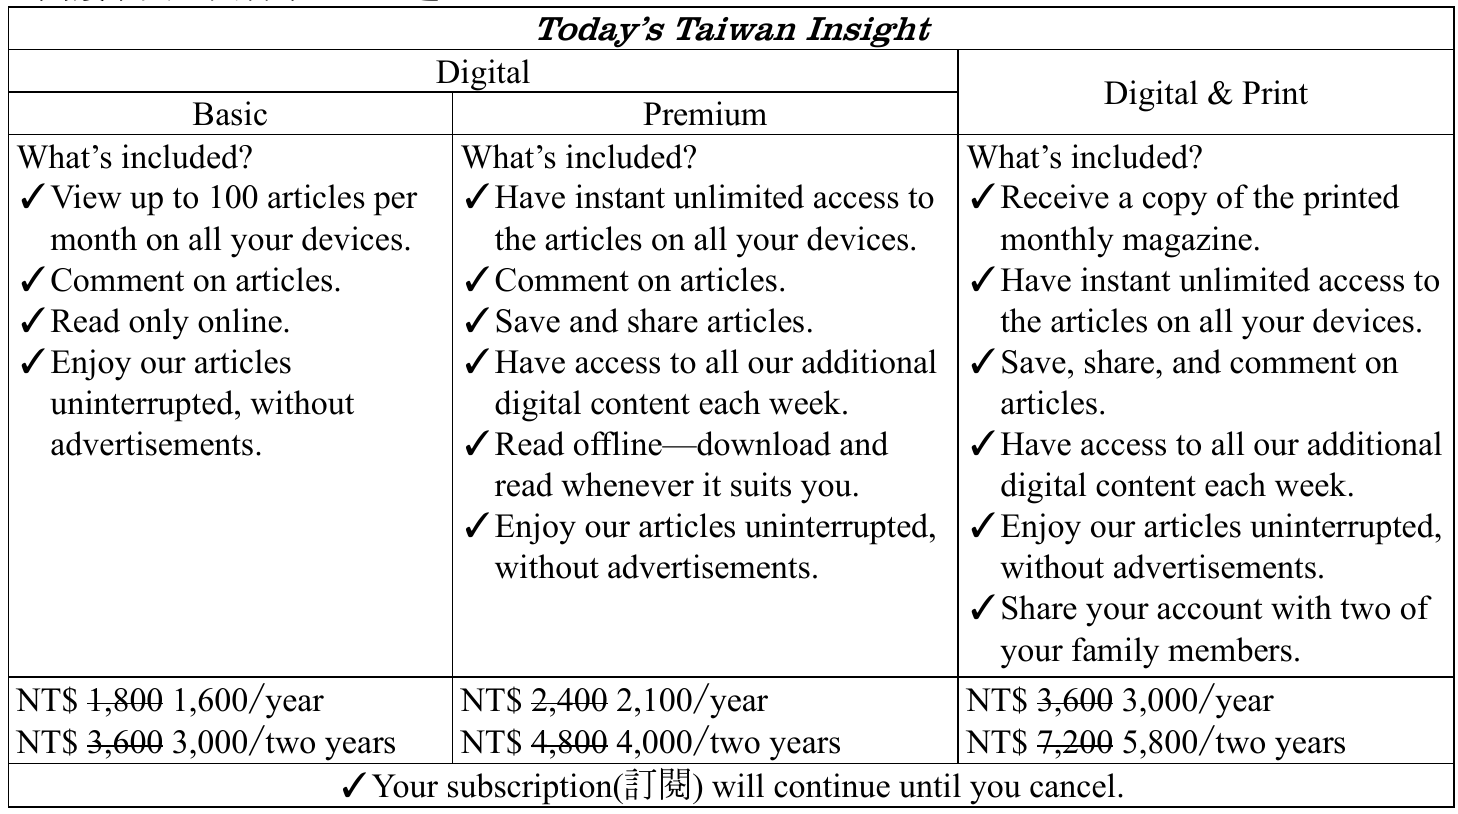 Today's Taiwan Insight
Digital
Digital & Print
Basic
Premium
What's included?
✓View up to 100 articles per
month on all your devices.
✓Comment on articles.
✓Read only online.
✓Enjoy our articles
uninterrupted, without
advertisements.
What's included?
✓Have instant unlimited access to
the articles on all your devices.
✓Comment on articles.
✓Save and share articles.
✓Have access to all our additional
digital content each week.
✓Read offline—download and
read whenever it suits you.
✓Enjoy our articles uninterrupted,
without advertisements.
What's included?
✓Receive a copy of the printed
monthly magazine.
✓Have instant unlimited access to
the articles on all your devices.
✓Save, share, and comment on
articles.
✓Have access to all our additional
digital content each week.
✓Enjoy our articles uninterrupted,
without advertisements.
✓Share your account with two of
your family members.
NT$ 1,800 1,600/year
NT$ 3,600 3,000/two years
NT$ 2,400 2,100/year
NT$ 4,800 4,000/two years
NT$ 3,600 3,000/year
NT$ 7,200 5,800/two years
✓Your subscription(訂閱) will continue until you cancel.